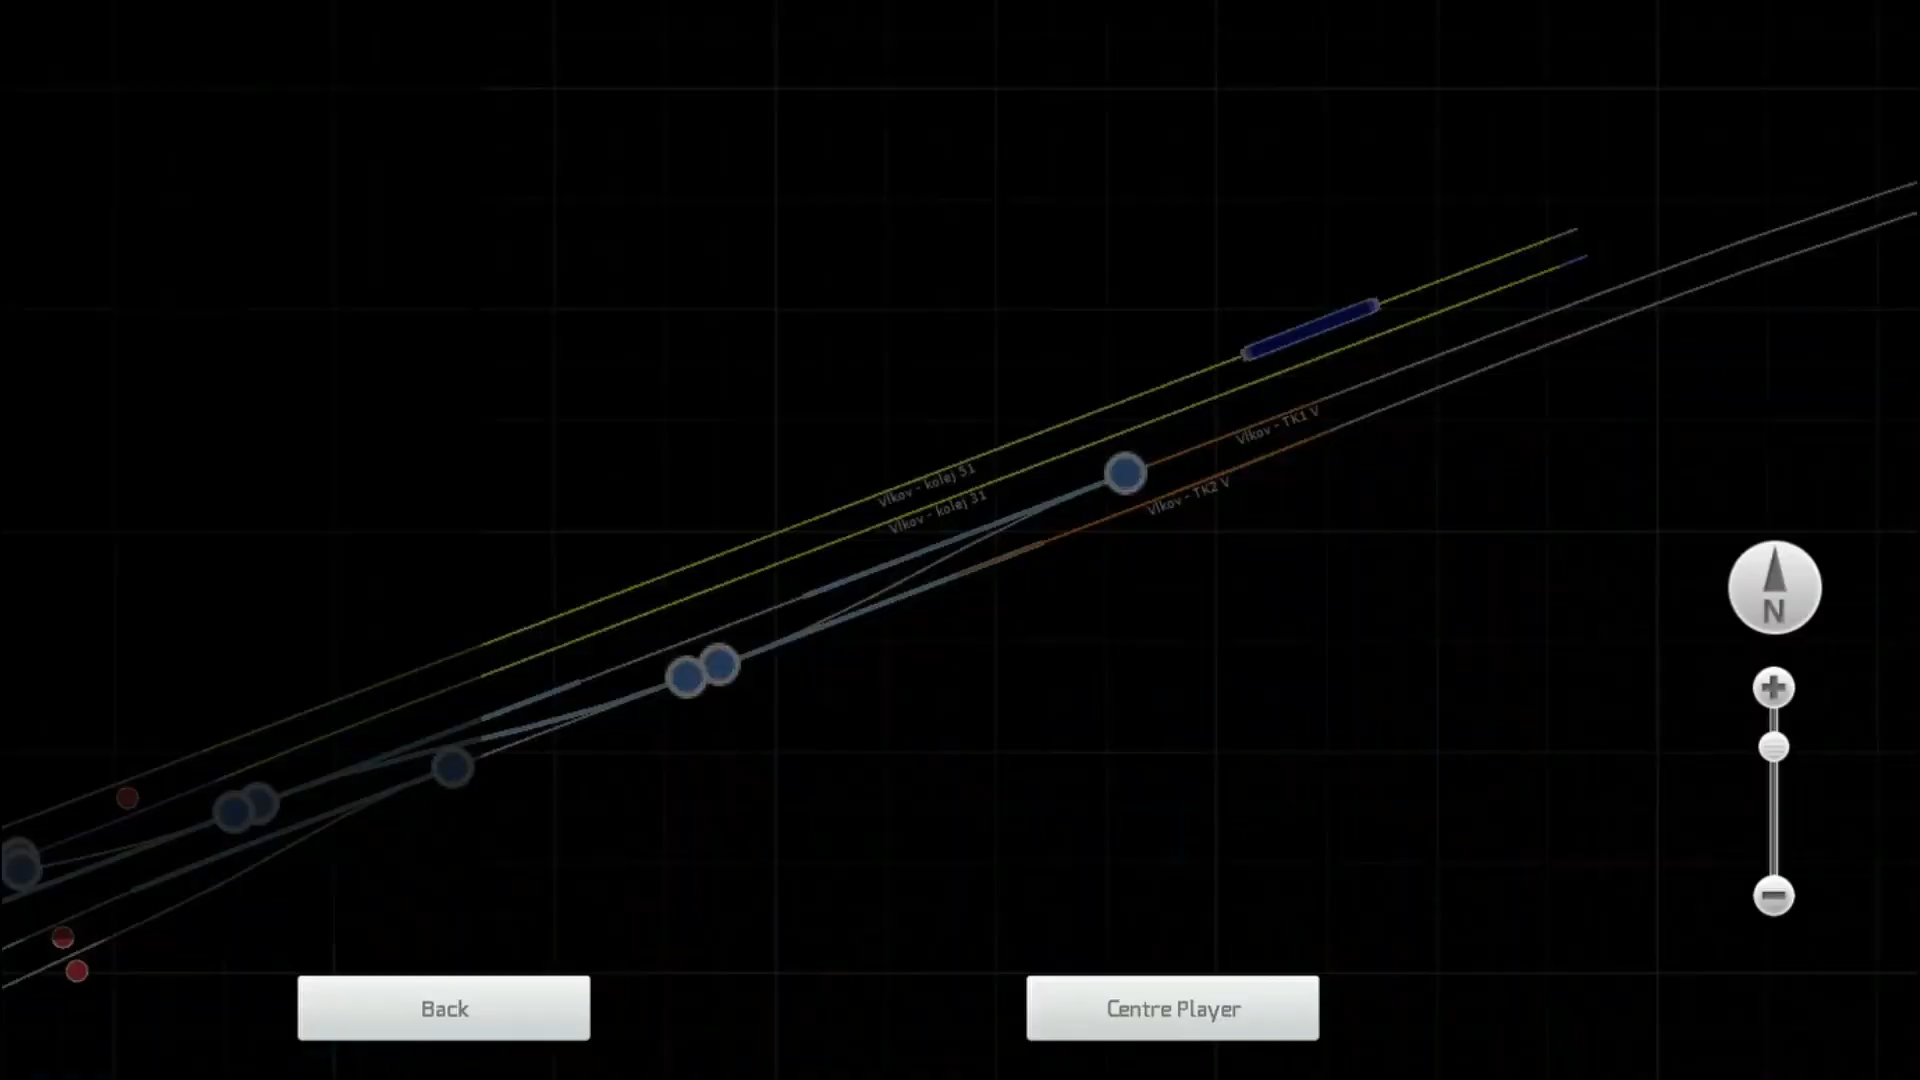 Vlkov - TK1 V
Vlkov - kolej 51
Vlkov - kolej 31
Vlkov - TK2 V
N
Back
Centre Player